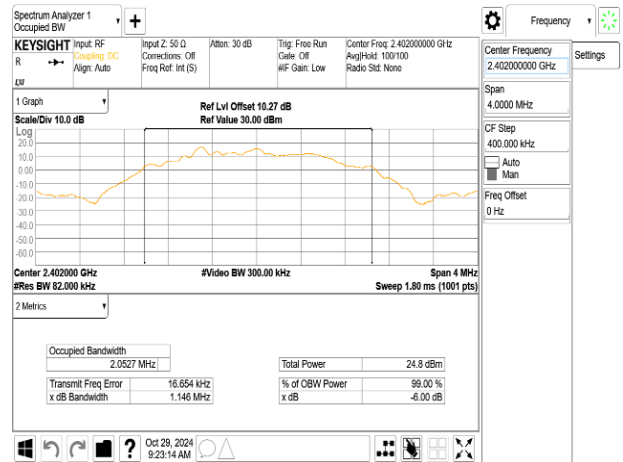 Spectrum Analyzer 1
Occupied BW
Frequency
KEYSIGHT
R
Input: RF
Coupling: DC
Align: Auto
Input Z: 50 Ω
Corrections: Off
Freq Ref: Int (S)
Atten: 30 dB
Trig: Free Run
Gate: Off
#IF Gain: Low
Center Freq: 2.402000000 GHz
Avg|Hold: 100/100
Radio Std: None
Center Frequency
2.402000000 GHz
Settings
Span
4.0000 MHz
CF Step
400.000 kHz
Auto
Man
Freq Offset
0 Hz
1 Graph
Scale/Div 10.0 dB
Ref Lvl Offset 10.27 dB
Ref Value 30.00 dBm
Log
20.0
10.0
0.00
-10.0
-20.0
-30.0
-40.0
-50.0
-60.0
Center 2.402000 GHz
#Res BW 82.000 kHz
#Video BW 300.00 kHz
Span 4 MHz
Sweep 1.80 ms (1001 pts)
2 Metrics
Occupied Bandwidth
2.0527 MHz
Total Power 24.8 dBm
Transmit Freq Error 16.654 kHz
% of OBW Power 99.00 %
x dB Bandwidth 1.146 MHz
x dB -6.00 dB
Oct 29, 2024
9:23:14 AM